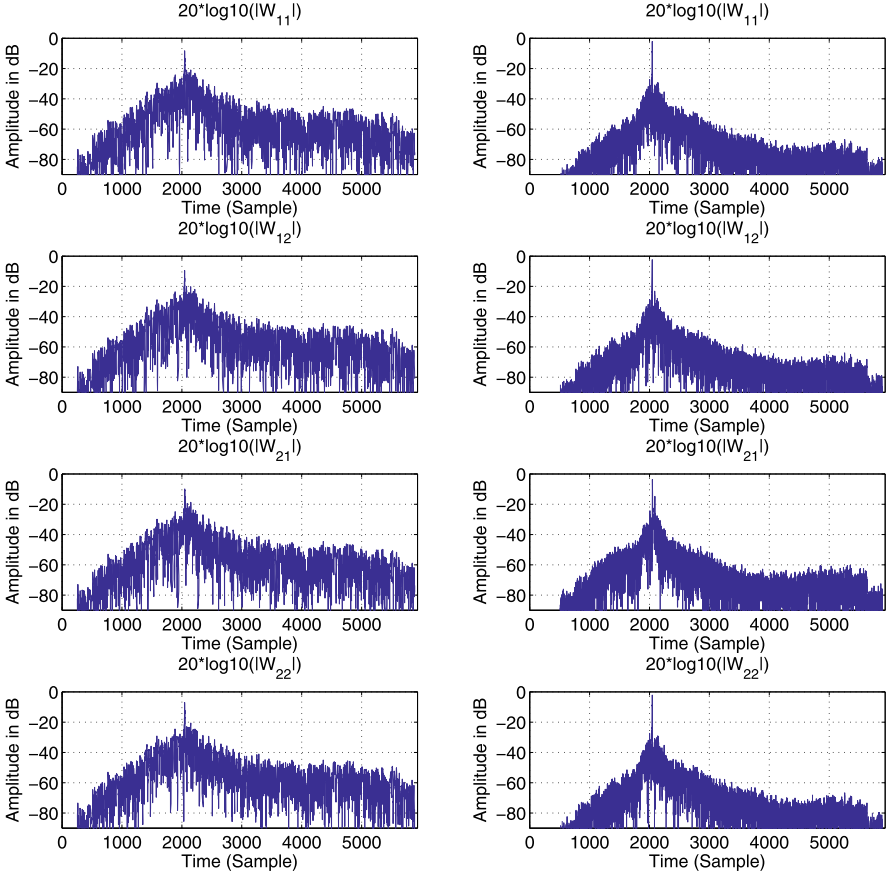 20*log10(|W11|)
0
−20
−40
−60
−80
Amplitude in dB
0 1000 2000 3000 4000 5000
Time (Sample)
20*log10(|W11|)
0
−20
−40
−60
−80
Amplitude in dB
0 1000 2000 3000 4000 5000
Time (Sample)
20*log10(|W12|)
0
−20
−40
−60
−80
Amplitude in dB
0 1000 2000 3000 4000 5000
Time (Sample)
20*log10(|W12|)
0
−20
−40
−60
−80
Amplitude in dB
0 1000 2000 3000 4000 5000
Time (Sample)
20*log10(|W21|)
0
−20
−40
−60
−80
Amplitude in dB
0 1000 2000 3000 4000 5000
Time (Sample)
20*log10(|W21|)
0
−20
−40
−60
−80
Amplitude in dB
0 1000 2000 3000 4000 5000
Time (Sample)
20*log10(|W22|)
0
−20
−40
−60
−80
Amplitude in dB
0 1000 2000 3000 4000 5000
Time (Sample)
20*log10(|W22|)
0
−20
−40
−60
−80
Amplitude in dB
0 1000 2000 3000 4000 5000
Time (Sample)